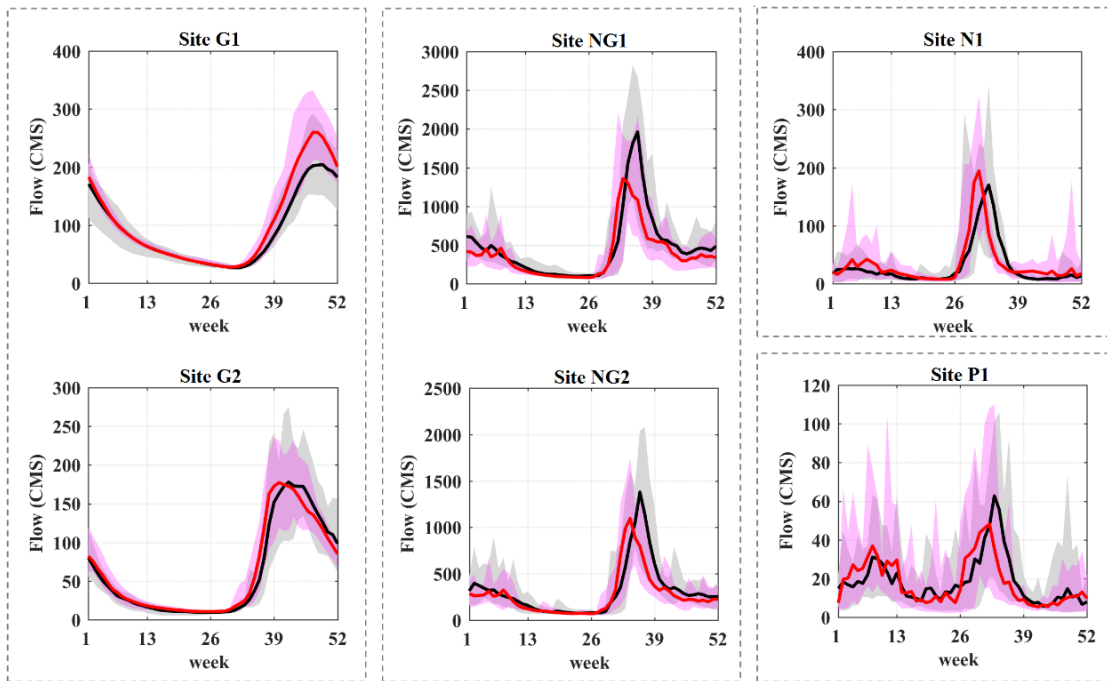 Site G1
400
300
200
100
0
Flow (CMS)
1 13 26 39 52
week
Site NG1
3000
2500
2000
1500
1000
500
0
Flow (CMS)
1 13 26 39 52
week
Site N1
400
300
200
100
0
Flow (CMS)
1 13 26 39 52
week
Site G2
300
250
200
150
100
50
0
Flow (CMS)
1 13 26 39 52
week
Site NG2
2500
2000
1500
1000
500
0
Flow (CMS)
1 13 26 39 52
week
Site P1
120
100
80
60
40
20
0
Flow (CMS)
1 13 26 39 52
week